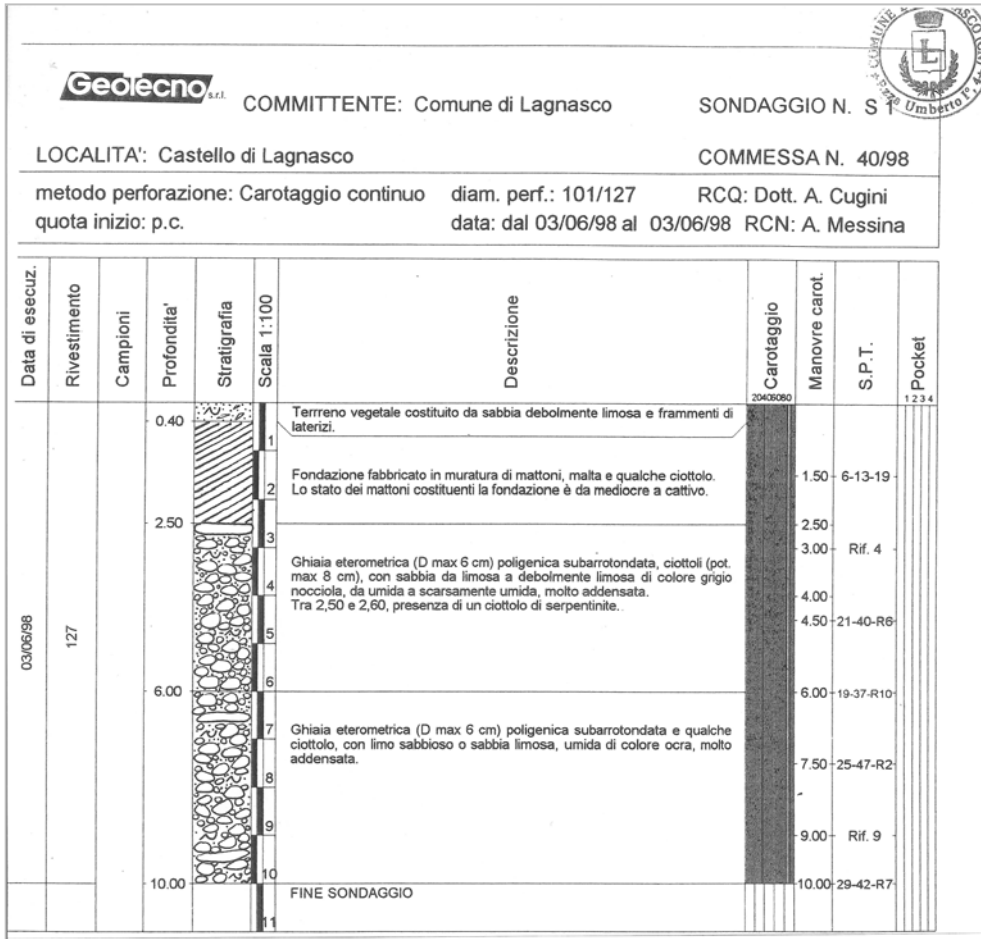 COMUNE
Geotecno s.r.l.
COMMITTENTE: Comune di Lagnasco
SONDAGGIO N. S 1
P.zza Umberto I°, 4
LOCALITA': Castello di Lagnasco
COMMESSA N. 40/98
metodo perforazione: Carotaggio continuo diam. perf.: 101/127 RCQ: Dott. A. Cugini
quota inizio: p.c. data: dal 03/06/98 al 03/06/98 RCN: A. Messina
Data di esecuz.
Rivestimento
Campioni
Profondita'
Stratigrafia
Scala 1:100
Descrizione
Carotaggio
20406080
Manovre carot.
S.P.T.
Pocket
1 2 3 4
03/06/98
127
0.40
2.50
6.00
10.00
1
2
3
4
5
6
7
8
9
10
11
Terrreno vegetale costituito da sabbia debolmente limosa e frammenti di
laterizi.
Fondazione fabbricato in muratura di mattoni, malta e qualche ciottolo.
Lo stato dei mattoni costituenti la fondazione è da mediocre a cattivo.
Ghiaia eterometrica (D max 6 cm) poligenica subarrotondata, ciottoli (pot.
max 8 cm), con sabbia da limosa a debolmente limosa di colore grigio
nocciola, da umida a scarsamente umida, molto addensata.
Tra 2,50 e 2,60, presenza di un ciottolo di serpentinite.
Ghiaia eterometrica (D max 6 cm) poligenica subarrotondata e qualche
ciottolo, con limo sabbioso o sabbia limosa, umida di colore ocra, molto
addensata.
FINE SONDAGGIO
1.50 6-13-19
2.50
3.00 Rif. 4
4.00
4.50 21-40-R6
6.00 19-37-R10
7.50 25-47-R2
9.00 Rif. 9
10.00 29-42-R7